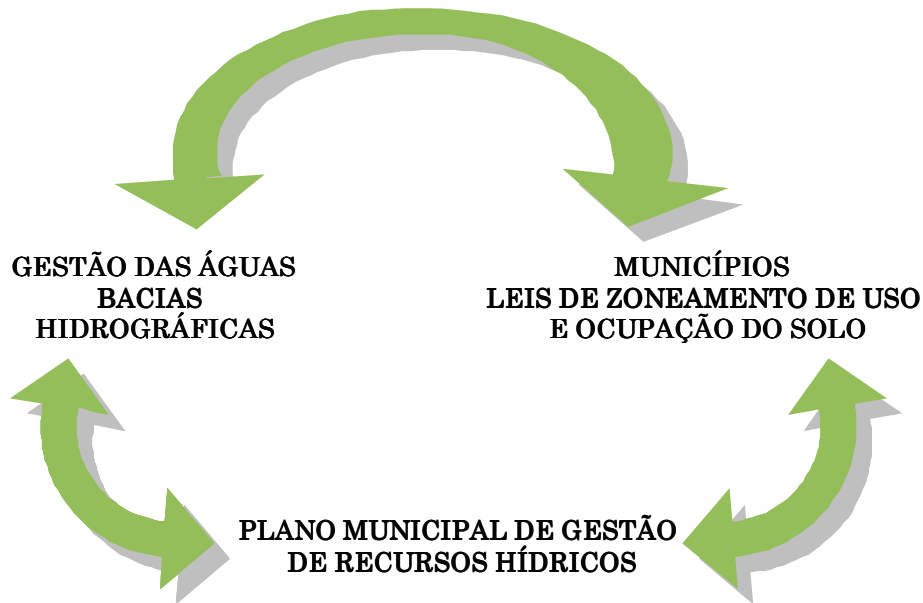 GESTÃO DAS ÁGUAS
BACIAS
HIDROGRÁFICAS
MUNICÍPIOS
LEIS DE ZONEAMENTO DE USO
E OCUPAÇÃO DO SOLO
PLANO MUNICIPAL DE GESTÃO
DE RECURSOS HÍDRICOS